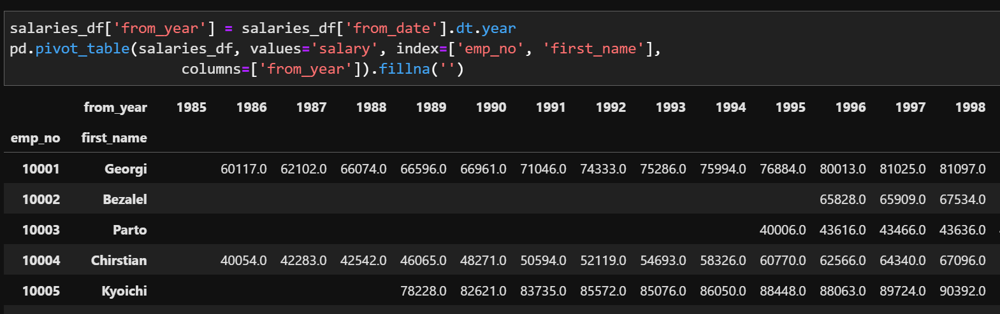 salaries_df['from_year'] = salaries_df['from_date'].dt.year
pd.pivot_table(salaries_df, values='salary', index=['emp_no', 'first_name'],
columns=['from_year']).fillna('')
from_year 1985 1986 1987 1988 1989 1990 1991 1992 1993 1994 1995 1996 1997 1998
emp_no first_name
10001 Georgi 60117.0 62102.0 66074.0 66596.0 66961.0 71046.0 74333.0 75286.0 75994.0 76884.0 80013.0 81025.0 81097.0
10002 Bezalel 65828.0 65909.0 67534.0
10003 Parto 40006.0 43616.0 43466.0 43636.0
10004 Chirstian 40054.0 42283.0 42542.0 46065.0 48271.0 50594.0 52119.0 54693.0 58326.0 60770.0 62566.0 64340.0 67096.0
10005 Kyoichi 78228.0 82621.0 83735.0 85572.0 85076.0 86050.0 88448.0 88063.0 89724.0 90392.0